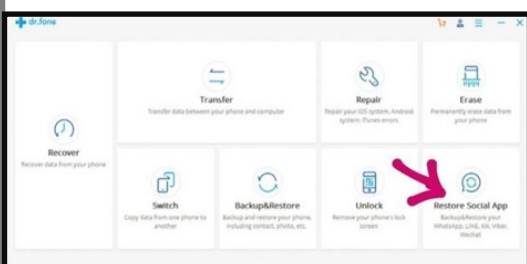 dr.fone
Transfer
Transfer data between your phone and computer
Repair
Repair your iOS system, Android
system, iTunes errors
Erase
Permanently erase data from
your phone
Recover
Recover data from your phone
Switch
Copy data from one phone to
another
Backup&Restore
Backup and restore your phone,
including contact, photo, etc.
Unlock
Remove your phone's lock
screen
Restore Social App
Backup&Restore your
WhatsApp, LINE, Kik, Viber,
Wechat